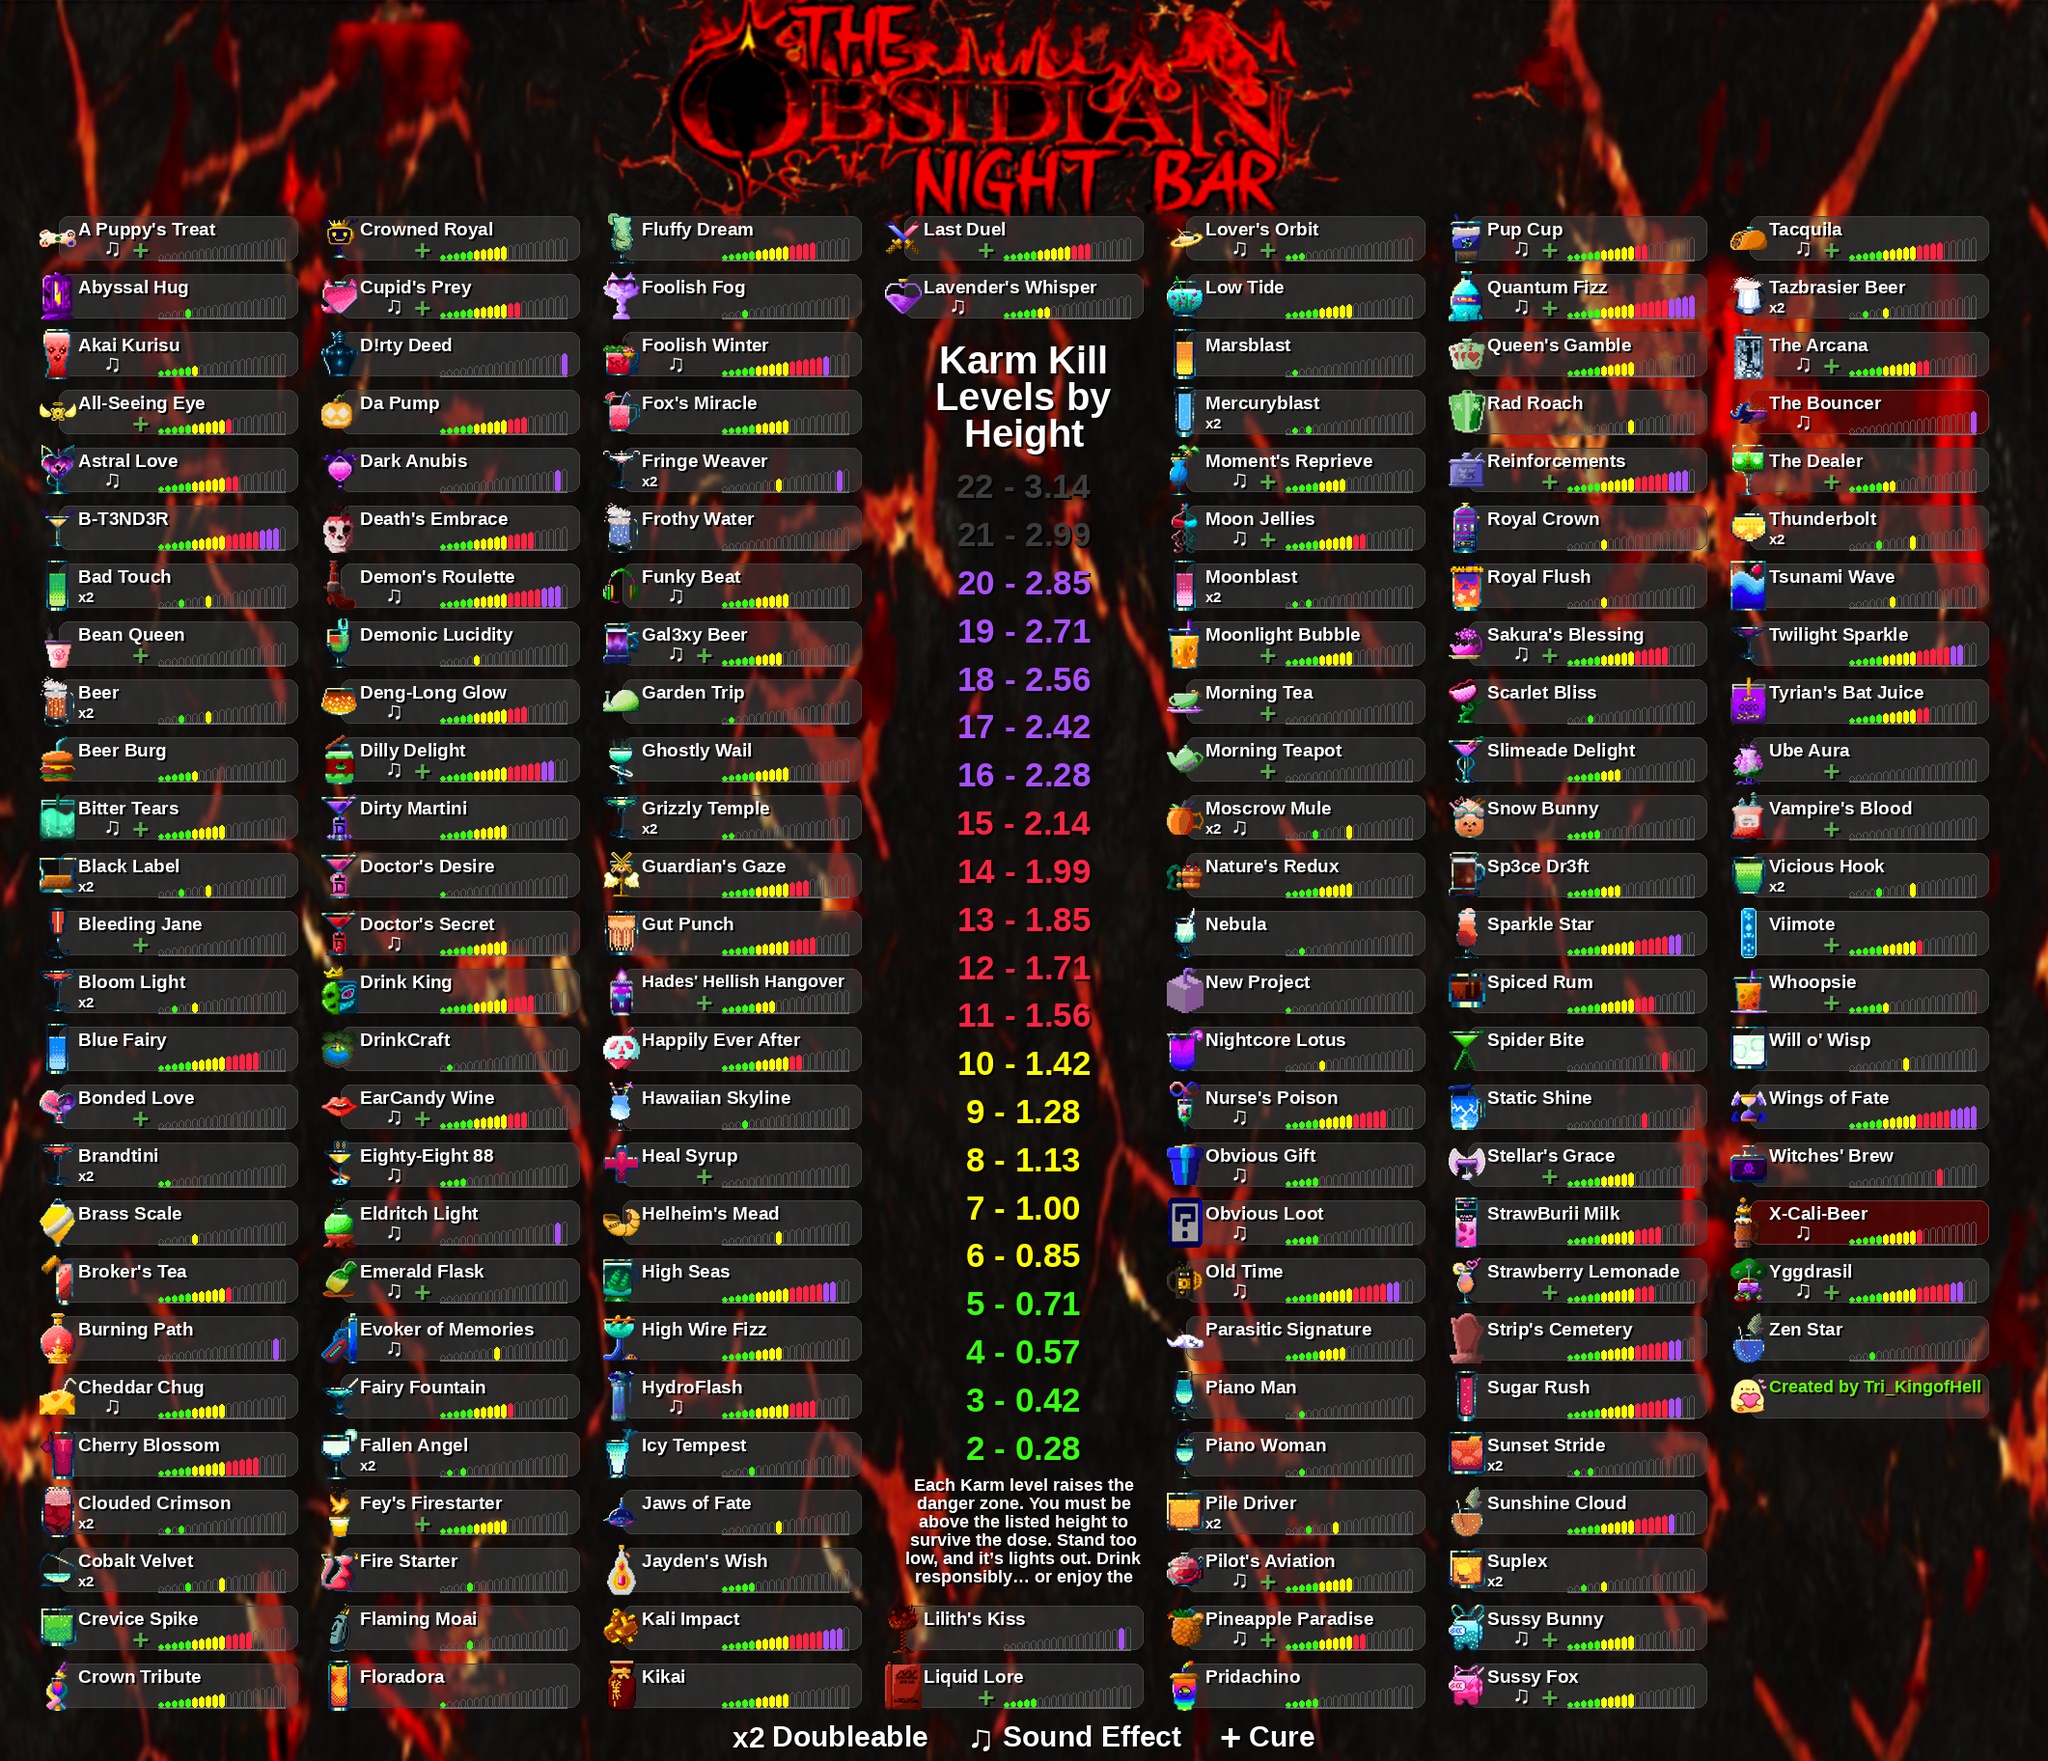 THE
OBSIDIAN
NIGHT BAR
A Puppy's Treat
♫ +
Abyssal Hug
Akai Kurisu
♫
All-Seeing Eye
+
Astral Love
♫
B-T3ND3R
Bad Touch
x2
Bean Queen
+
Beer
x2
Beer Burg
Bitter Tears
♫ +
Black Label
x2
Bleeding Jane
+
Bloom Light
x2
Blue Fairy
Bonded Love
+
Brandtini
x2
Brass Scale
Broker's Tea
Burning Path
Cheddar Chug
♫
Cherry Blossom
Clouded Crimson
x2
Cobalt Velvet
x2
Crevice Spike
+
Crown Tribute
Crowned Royal
+
Cupid's Prey
♫ +
D!rty Deed
Da Pump
Dark Anubis
Death's Embrace
Demon's Roulette
♫
Demonic Lucidity
Deng-Long Glow
♫
Dilly Delight
♫ +
Dirty Martini
Doctor's Desire
Doctor's Secret
♫
Drink King
DrinkCraft
EarCandy Wine
♫ +
Eighty-Eight 88
♫
Eldritch Light
♫
Emerald Flask
♫ +
Evoker of Memories
♫
Fairy Fountain
Fallen Angel
x2
Fey's Firestarter
+
Fire Starter
Flaming Moai
Floradora
Fluffy Dream
Foolish Fog
Foolish Winter
♫
Fox's Miracle
Fringe Weaver
x2
Frothy Water
Funky Beat
♫
Gal3xy Beer
♫ +
Garden Trip
Ghostly Wail
Grizzly Temple
x2
Guardian's Gaze
Gut Punch
Hades' Hellish Hangover
+
Happily Ever After
Hawaiian Skyline
Heal Syrup
+
Helheim's Mead
High Seas
High Wire Fizz
HydroFlash
♫
Icy Tempest
Jaws of Fate
Jayden's Wish
Kali Impact
Kikai
Last Duel
+
Lavender's Whisper
♫
Karm Kill
Levels by
Height
22 - 3.14
21 - 2.99
20 - 2.85
19 - 2.71
18 - 2.56
17 - 2.42
16 - 2.28
15 - 2.14
14 - 1.99
13 - 1.85
12 - 1.71
11 - 1.56
10 - 1.42
9 - 1.28
8 - 1.13
7 - 1.00
6 - 0.85
5 - 0.71
4 - 0.57
3 - 0.42
2 - 0.28
Each Karm level raises the
danger zone. You must be
above the listed height to
survive the dose. Stand too
low, and it's lights out. Drink
responsibly… or enjoy the
Lilith's Kiss
Liquid Lore
+
Lover's Orbit
♫ +
Low Tide
Marsblast
Mercuryblast
x2
Moment's Reprieve
♫ +
Moon Jellies
♫ +
Moonblast
x2
Moonlight Bubble
+
Morning Tea
+
Morning Teapot
+
Moscrow Mule
x2 ♫
Nature's Redux
Nebula
New Project
Nightcore Lotus
Nurse's Poison
♫
Obvious Gift
♫
Obvious Loot
♫
Old Time
♫
Parasitic Signature
Piano Man
Piano Woman
Pile Driver
x2
Pilot's Aviation
♫ +
Pineapple Paradise
♫ +
Pridachino
Pup Cup
♫ +
Quantum Fizz
♫ +
Queen's Gamble
Rad Roach
Reinforcements
+
Royal Crown
Royal Flush
Sakura's Blessing
♫ +
Scarlet Bliss
Slimeade Delight
Snow Bunny
Sp3ce Dr3ft
Sparkle Star
Spiced Rum
Spider Bite
Static Shine
Stellar's Grace
+
StrawBurii Milk
Strawberry Lemonade
+
Strip's Cemetery
Sugar Rush
Sunset Stride
x2
Sunshine Cloud
Suplex
x2
Sussy Bunny
♫ +
Sussy Fox
♫ +
Tacquila
♫ +
Tazbrasier Beer
x2
The Arcana
♫ +
The Bouncer
♫
The Dealer
+
Thunderbolt
x2
Tsunami Wave
Twilight Sparkle
Tyrian's Bat Juice
Ube Aura
+
Vampire's Blood
+
Vicious Hook
x2
Viimote
+
Whoopsie
+
Will o' Wisp
Wings of Fate
Witches' Brew
X-Cali-Beer
♫
Yggdrasil
♫ +
Zen Star
Created by Tri_KingofHell
x2 Doubleable ♫ Sound Effect + Cure